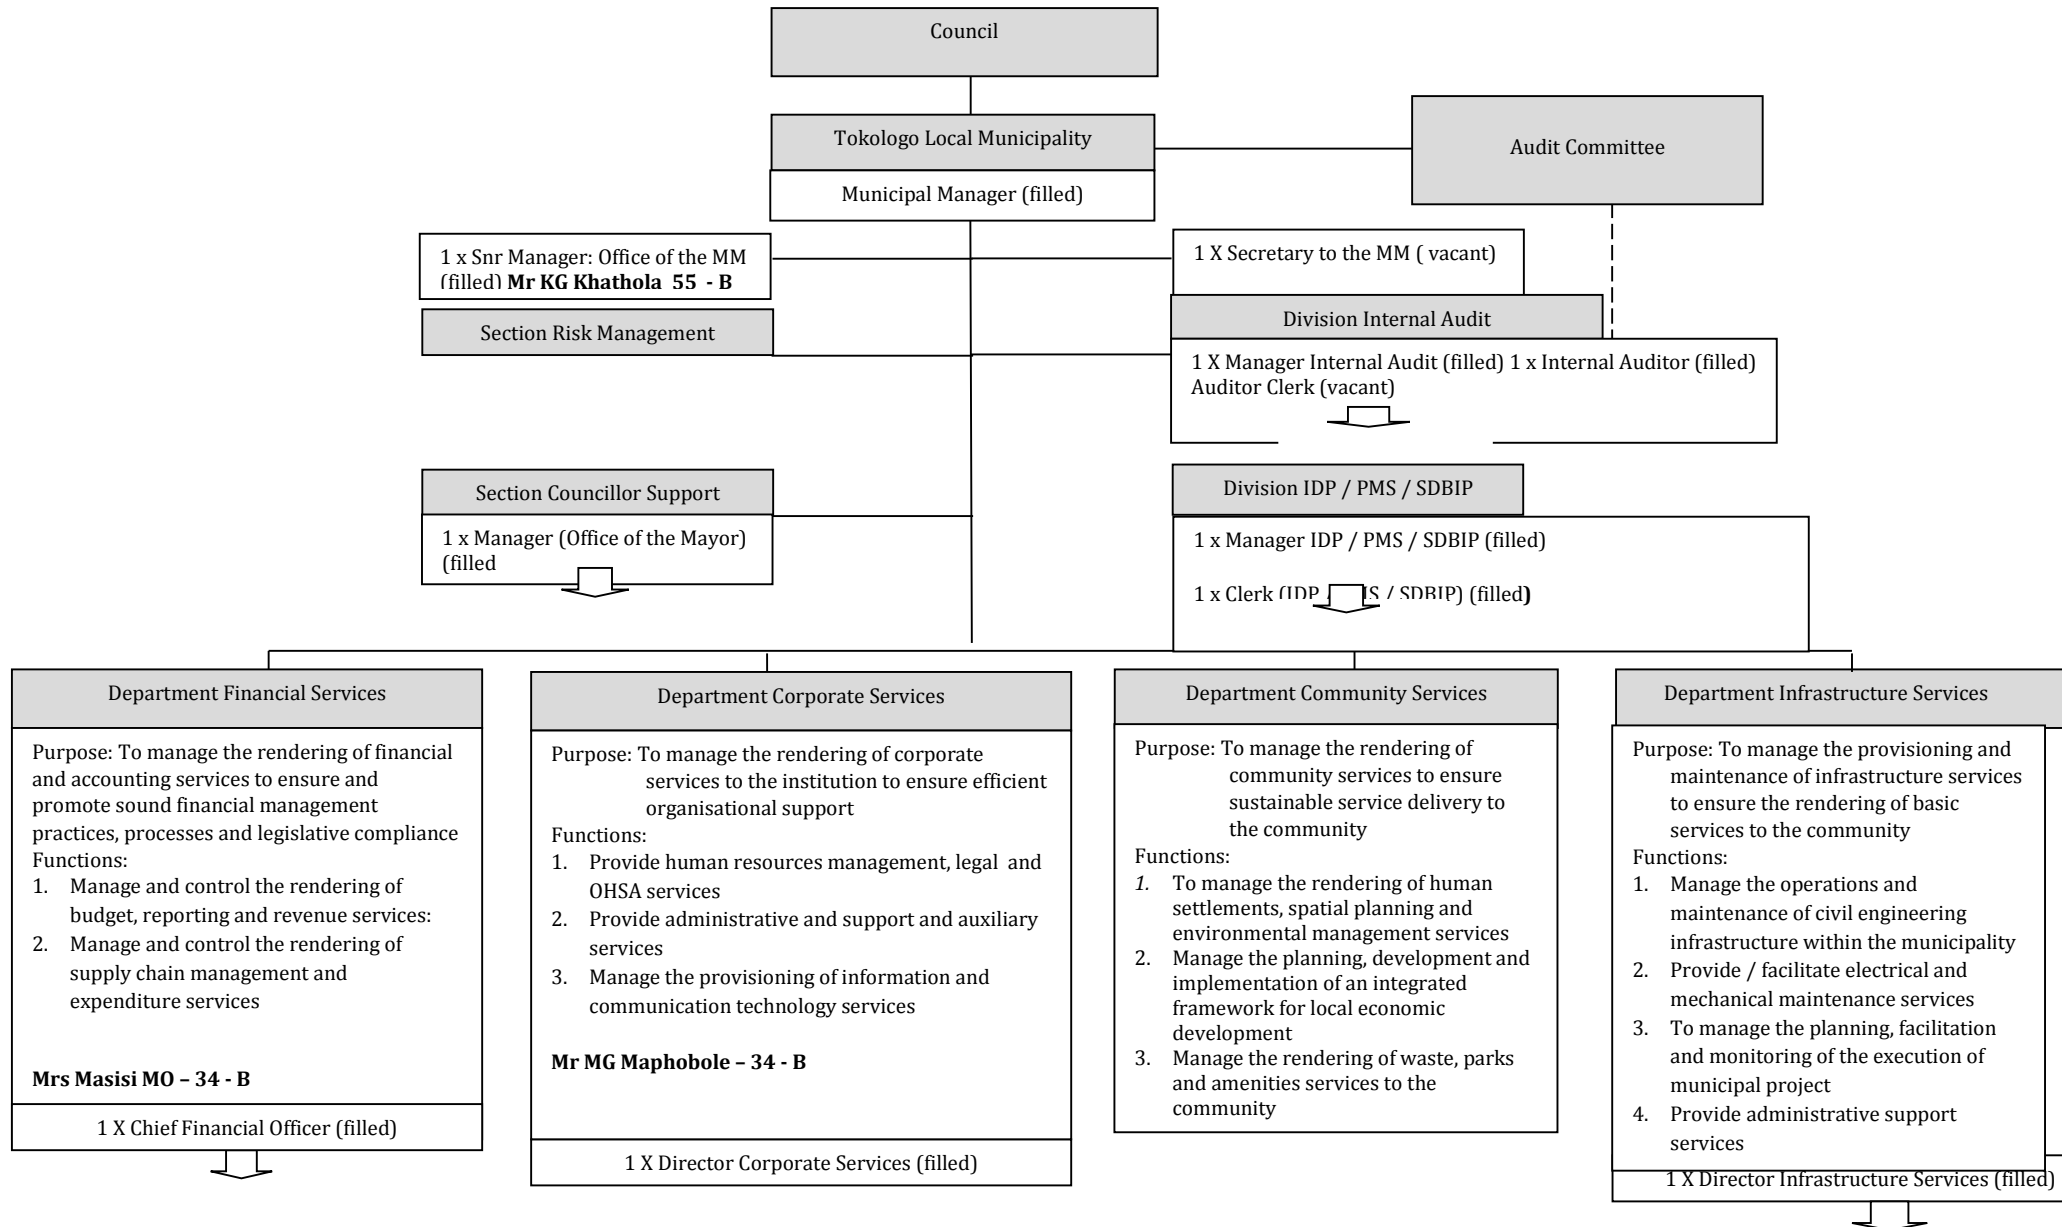 Council
Tokologo Local Municipality
Municipal Manager (filled)
Audit Committee
1 x Snr Manager: Office of the MM
(filled) Mr KG Khathola  55  - B
1 X Secretary to the MM ( vacant)
Section Risk Management
Division Internal Audit
1 X Manager Internal Audit (filled) 1 x Internal Auditor (filled)
Auditor Clerk (vacant)
Section Councillor Support
1 x Manager (Office of the Mayor)
(filled
Division IDP / PMS / SDBIP
1 x Manager IDP / PMS / SDBIP (filled)
1 x Clerk (IDP / MS / SDBIP) (filled)
Department Financial Services
Purpose: To manage the rendering of financial
and accounting services to ensure and
promote sound financial management
practices, processes and legislative compliance
Functions:
1. Manage and control the rendering of
budget, reporting and revenue services:
2. Manage and control the rendering of
supply chain management and
expenditure services
Mrs Masisi MO – 34 - B
1 X Chief Financial Officer (filled)
Department Corporate Services
Purpose: To manage the rendering of corporate
services to the institution to ensure efficient
organisational support
Functions:
1. Provide human resources management, legal  and
OHSA services
2. Provide administrative and support and auxiliary
services
3. Manage the provisioning of information and
communication technology services
Mr MG Maphobole – 34 - B
1 X Director Corporate Services (filled)
Department Community Services
Purpose: To manage the rendering of
community services to ensure
sustainable service delivery to
the community
Functions:
1. To manage the rendering of human
settlements, spatial planning and
environmental management services
2. Manage the planning, development and
implementation of an integrated
framework for local economic
development
3. Manage the rendering of waste, parks
and amenities services to the
community
Department Infrastructure Services
Purpose: To manage the provisioning and
maintenance of infrastructure services
to ensure the rendering of basic
services to the community
Functions:
1. Manage the operations and
maintenance of civil engineering
infrastructure within the municipality
2. Provide / facilitate electrical and
mechanical maintenance services
3. To manage the planning, facilitation
and monitoring of the execution of
municipal project
4. Provide administrative support
services
1 X Director Infrastructure Services (filled)